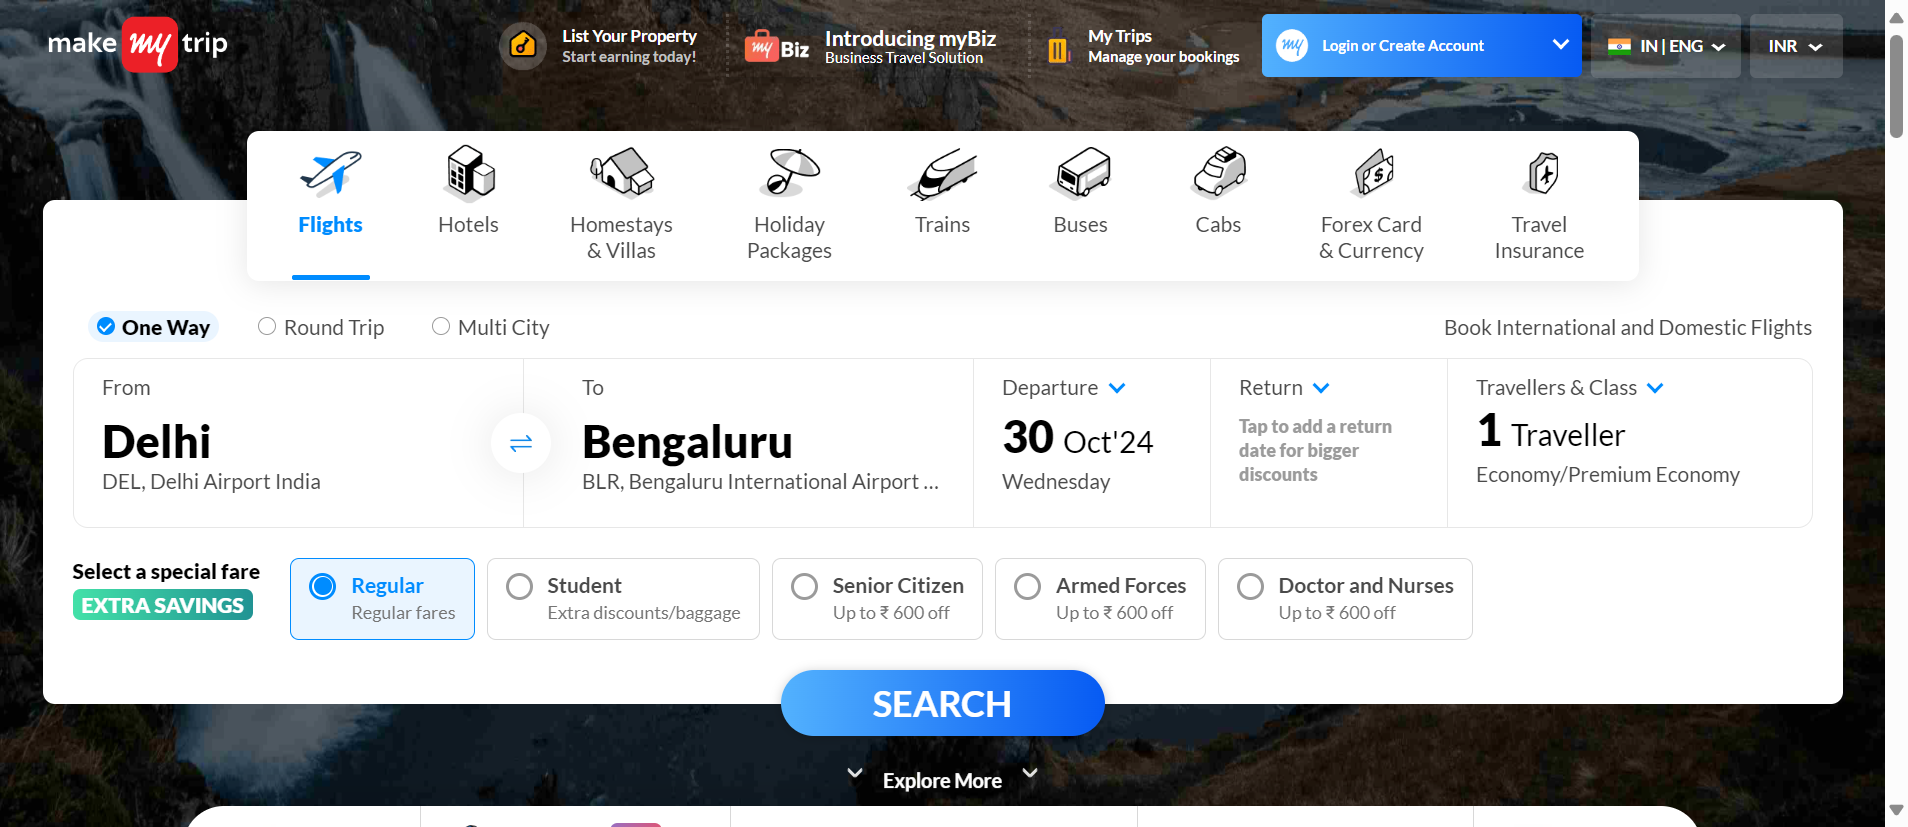 make my trip
List Your Property
Start earning today!
my Biz
Introducing myBiz
Business Travel Solution
My Trips
Manage your bookings
my
Login or Create Account
IN | ENG
INR
Flights
Hotels
Homestays
& Villas
Holiday
Packages
Trains
Buses
Cabs
Forex Card
& Currency
Travel
Insurance
One Way
Round Trip
Multi City
Book International and Domestic Flights
From
Delhi
DEL, Delhi Airport India
To
Bengaluru
BLR, Bengaluru International Airport ...
Departure
30 Oct'24
Wednesday
Return
Tap to add a return
date for bigger
discounts
Travellers & Class
1 Traveller
Economy/Premium Economy
Select a special fare
EXTRA SAVINGS
Regular
Regular fares
Student
Extra discounts/baggage
Senior Citizen
Up to ₹ 600 off
Armed Forces
Up to ₹ 600 off
Doctor and Nurses
Up to ₹ 600 off
SEARCH
Explore More